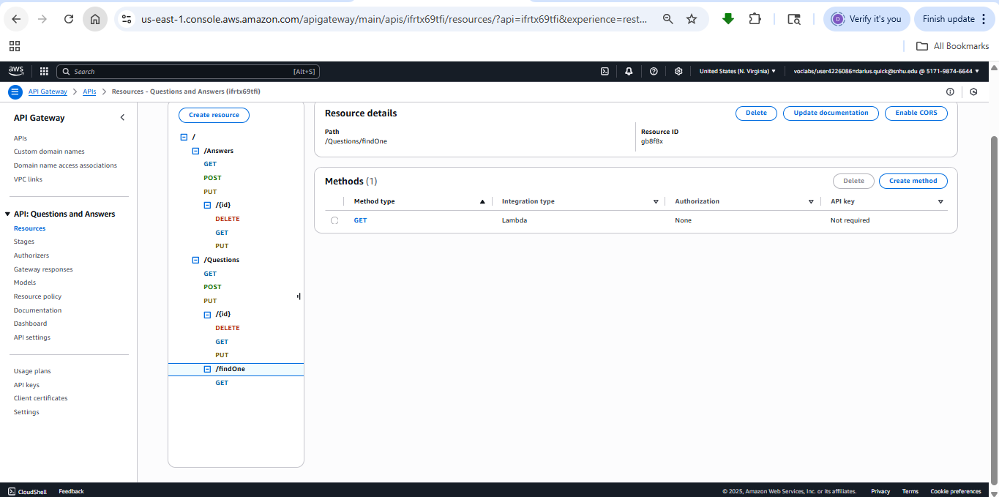 us-east-1.console.aws.amazon.com/apigateway/main/apis/ifrtx69tfi/resources/?api=ifrtx69tfi&experience=rest...
D Verify it's you
Finish update
All Bookmarks
aws
Search [Alt+S]
United States (N. Virginia)
voclabs/user4226086=darius.quick@snhu.edu @ 5171-9874-6644
API Gateway
APIs
Resources - Questions and Answers (ifrtx69tfi)
API Gateway
APIs
Custom domain names
Domain name access associations
VPC links
API: Questions and Answers
Resources
Stages
Authorizers
Gateway responses
Models
Resource policy
Documentation
Dashboard
API settings
Usage plans
API keys
Client certificates
Settings
Create resource
/
/Answers
GET
POST
PUT
/{id}
DELETE
GET
PUT
/Questions
GET
POST
PUT
/{id}
DELETE
GET
PUT
/findOne
GET
Resource details
Delete
Update documentation
Enable CORS
Path
/Questions/findOne
Resource ID
gb8f8x
Methods (1)
Delete
Create method
Method type Integration type Authorization API key
GET Lambda None Not required
CloudShell
Feedback
© 2025, Amazon Web Services, Inc. or its affiliates.
Privacy
Terms
Cookie preferences